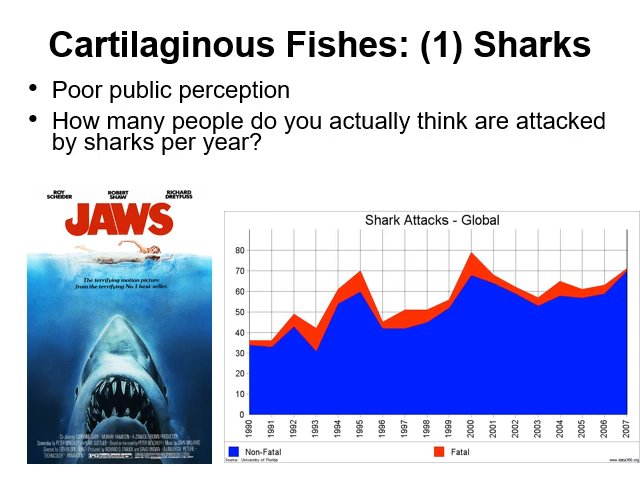 Cartilaginous Fishes: (1) Sharks
• Poor public perception
• How many people do you actually think are attacked
by sharks per year?
ROY SCHEIDER
ROBERT SHAW
RICHARD DREYFUSS
JAWS
The terrifying motion picture
from the terrifying No. 1 best seller.
Shark Attacks - Global
80
70
60
50
40
30
20
10
0
1990 1991 1992 1993 1994 1995 1996 1997 1998 1999 2000 2001 2002 2003 2004 2005 2006 2007
Non-Fatal Fatal
Source: University of Florida www.data360.org